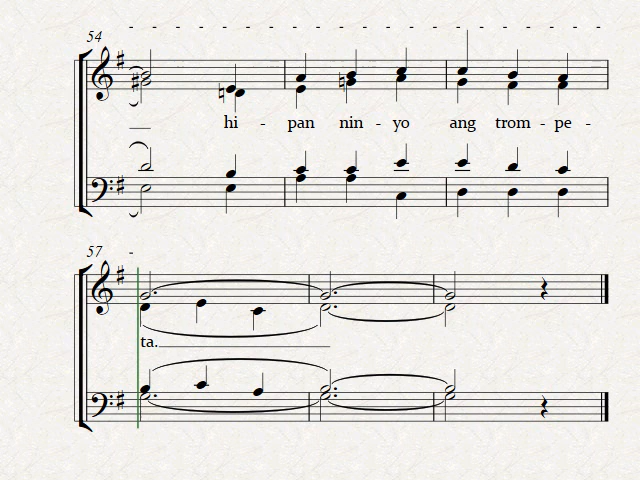 54
hi - pan nin - yo ang trom - pe -
57
ta.